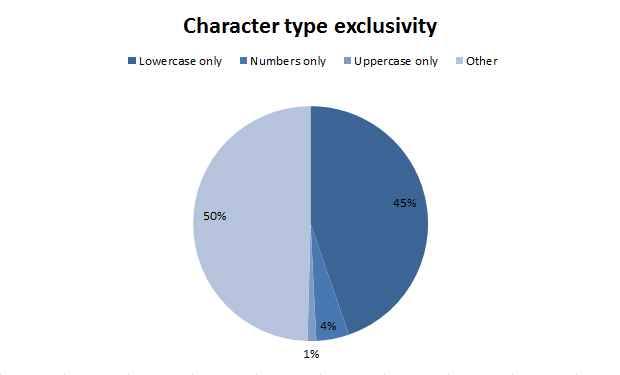 Character type exclusivity
Lowercase only Numbers only Uppercase only Other
50%
45%
4%
1%